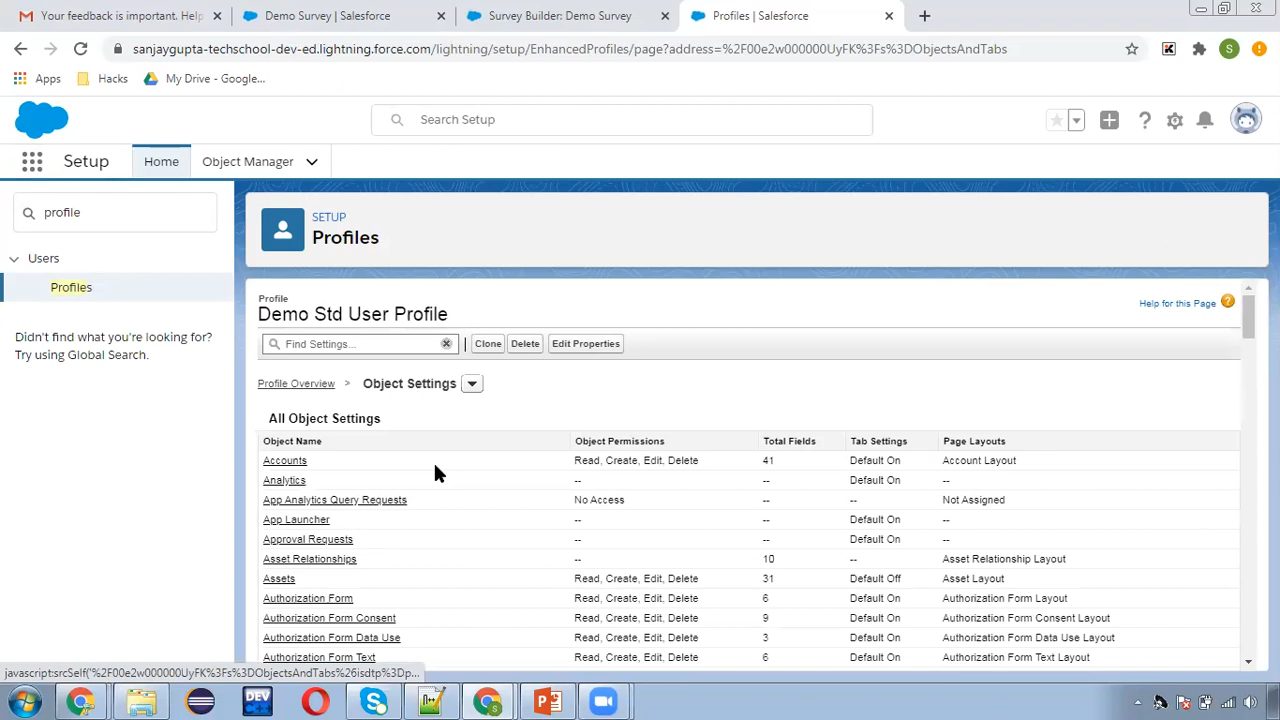 Your feedback is important. Help
Demo Survey | Salesforce
Survey Builder: Demo Survey
Profiles | Salesforce
sanjaygupta-techschool-dev-ed.lightning.force.com/lightning/setup/EnhancedProfiles/page?address=%2F00e2w000000UyFK%3Fs%3DObjectsAndTabs
K
S
Apps
Hacks
My Drive - Google...
Search Setup
Setup
Home
Object Manager
profile
Users
Profiles
Didn't find what you're looking for?
Try using Global Search.
SETUP
Profiles
Profile
Demo Std User Profile
Help for this Page
Find Settings...
Clone
Delete
Edit Properties
Profile Overview > Object Settings
All Object Settings
Object Name Object Permissions Total Fields Tab Settings Page Layouts
Accounts Read, Create, Edit, Delete 41 Default On Account Layout
Analytics -- -- Default On --
App Analytics Query Requests No Access -- -- Not Assigned
App Launcher -- -- Default On --
Approval Requests -- -- Default On --
Asset Relationships -- 10 -- Asset Relationship Layout
Assets Read, Create, Edit, Delete 31 Default Off Asset Layout
Authorization Form Read, Create, Edit, Delete 6 Default On Authorization Form Layout
Authorization Form Consent Read, Create, Edit, Delete 9 Default On Authorization Form Consent Layout
Authorization Form Data Use Read, Create, Edit, Delete 3 Default On Authorization Form Data Use Layout
Authorization Form Text Read, Create, Edit, Delete 6 Default On Authorization Form Text Layout
javascript:srcSelf('%2F00e2w000000UyFK%3Fs%3DObjectsAndTabs%26isdtp%3Dp...
DEV
C++